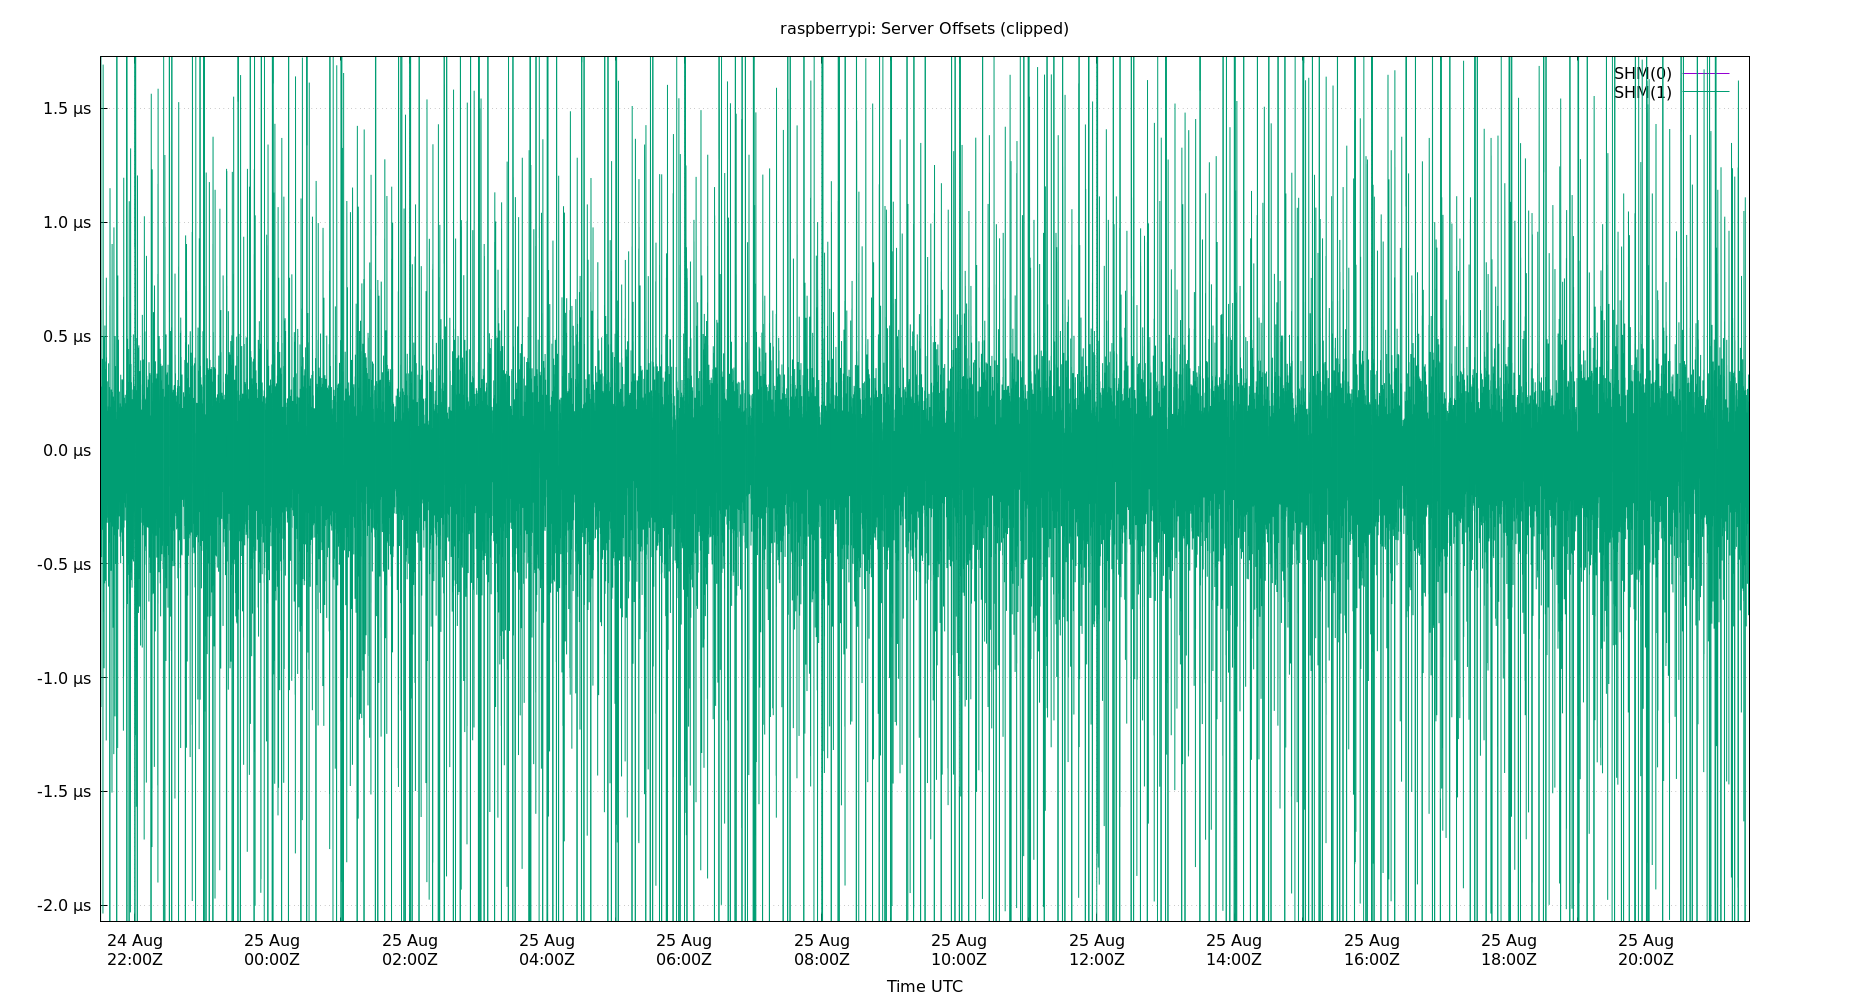 raspberrypi: Server Offsets (clipped)
SHM(0)
SHM(1)
1.5 µs
1.0 µs
0.5 µs
0.0 µs
-0.5 µs
-1.0 µs
-1.5 µs
-2.0 µs
24 Aug 25 Aug 25 Aug 25 Aug 25 Aug 25 Aug 25 Aug 25 Aug 25 Aug 25 Aug 25 Aug 25 Aug
22:00Z 00:00Z 02:00Z 04:00Z 06:00Z 08:00Z 10:00Z 12:00Z 14:00Z 16:00Z 18:00Z 20:00Z
Time UTC